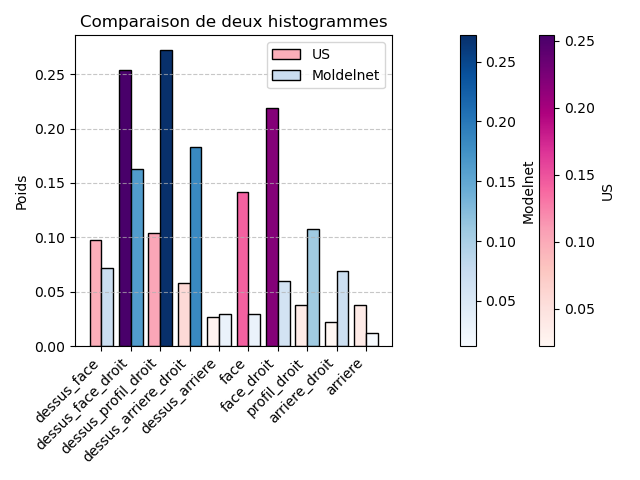 Comparaison de deux histogrammes
US
Moldelnet
Poids
0.25
0.20
0.15
0.10
0.05
0.00
dessus_face
dessus_face_droit
dessus_profil_droit
dessus_arriere_droit
dessus_arriere
face
face_droit
profil_droit
arriere_droit
arriere
0.25
0.20
0.15
0.10
0.05
Modelnet
0.25
0.20
0.15
0.10
0.05
US